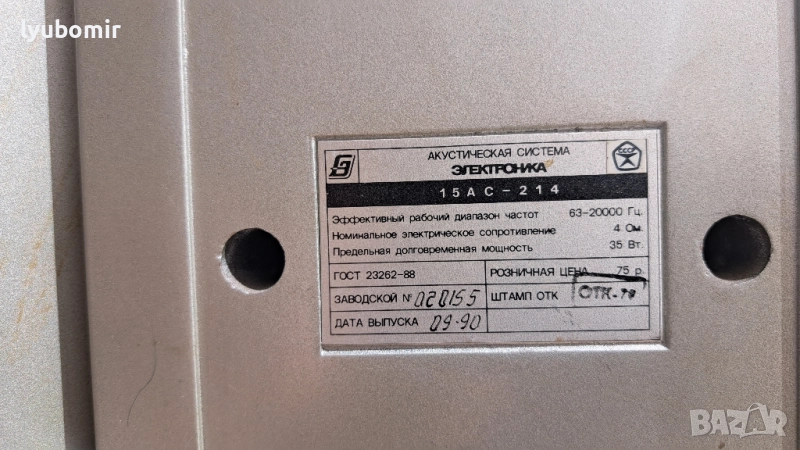 lyubomir
АКУСТИЧЕСКАЯ СИСТЕМА
ЭЛЕКТРОНИКА
СССР
15АС-214
Эффективный рабочий диапазон частот 63-20000 Гц.
Номинальное электрическое сопротивление 4 Ом.
Предельная долговременная мощность 35 Вт.
ГОСТ 23262-88
РОЗНИЧНАЯ ЦЕНА 75 р.
ЗАВОДСКОЙ № 020155
ШТАМП ОТК ОТК-78
ДАТА ВЫПУСКА 09-90
BAZAR